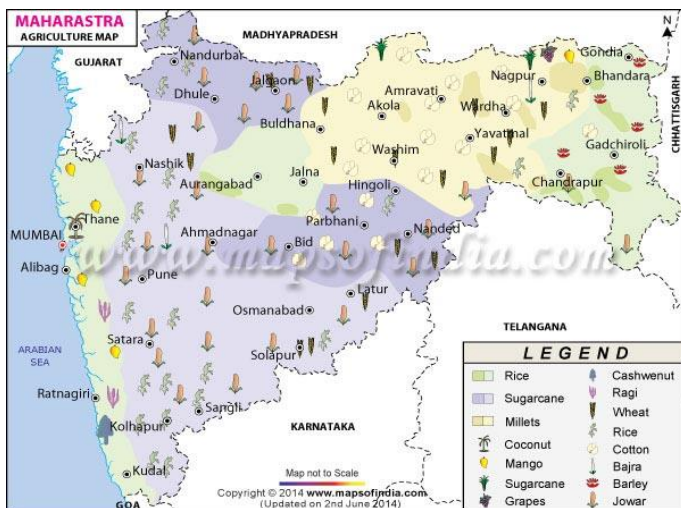 MAHARASTRA
AGRICULTURE MAP
MADHYAPRADESH
N
GUJARAT
Nandurbar
Gondia
Jalgaon
Nagpur
Bhandara
Dhule
Amravati
Akola
Wardha
Buldhana
CHHATTISGARH
Yavatmal
Washim
Gadchiroli
Nashik
Aurangabad
Jalna
Hingoli
Chandrapur
Thane
Parbhani
MUMBAI
Ahmadnagar
Bid
Nanded
www.mapsofindia.com
Alibag
Pune
Latur
Osmanabad
TELANGANA
Satara
ARABIAN
SEA
Solapur
Ratnagiri
Sangli
KARNATAKA
Kolhapur
Kudal
GOA
Map not to Scale
Copyright © 2014 www.mapsofindia.com
(Updated on 2nd June 2014)
LEGEND
Rice
Sugarcane
Millets
Coconut
Mango
Sugarcane
Grapes
Cashwenut
Ragi
Wheat
Rice
Cotton
Bajra
Barley
Jowar